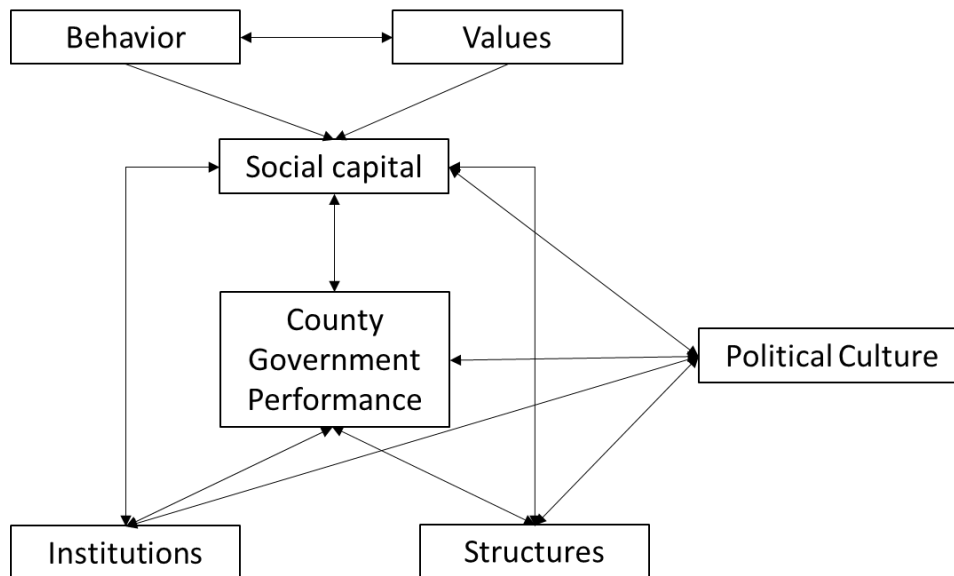 Behavior
Values
Social capital
County
Government
Performance
Political Culture
Institutions
Structures